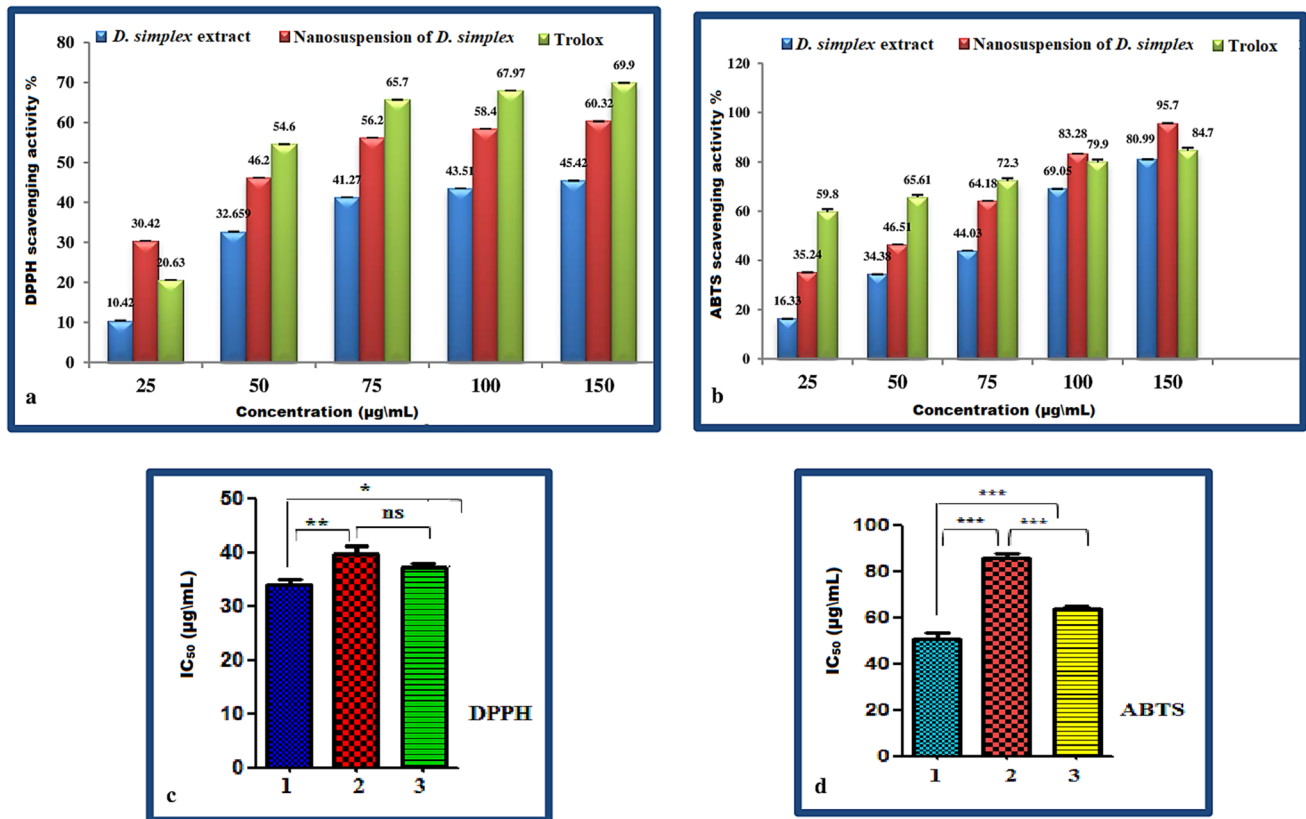 D. simplex extract Nanosuspension of D. simplex Trolox
DPPH scavenging activity %
80
70
60
50
40
30
20
10
0
10.42 30.42 20.63
32.659 46.2 54.6
41.27 56.2 65.7
43.51 58.4 67.97
45.42 60.32 69.9
25 50 75 100 150
a
Concentration (µg\mL)
D. simplex extract Nanosuspension of D. simplex Trolox
ABTS scavenging activity %
120
100
80
60
40
20
0
16.33 35.24 59.8
34.38 46.51 65.61
44.03 64.18 72.3
69.05 83.28 79.9
80.99 95.7 84.7
25 50 75 100 150
b
Concentration (µg\mL)
IC₅₀ (µg\mL)
50
40
30
20
10
0
*
** ns
DPPH
1 2 3
c
IC₅₀ (µg\mL)
100
80
60
40
20
0
***
*** ***
ABTS
1 2 3
d